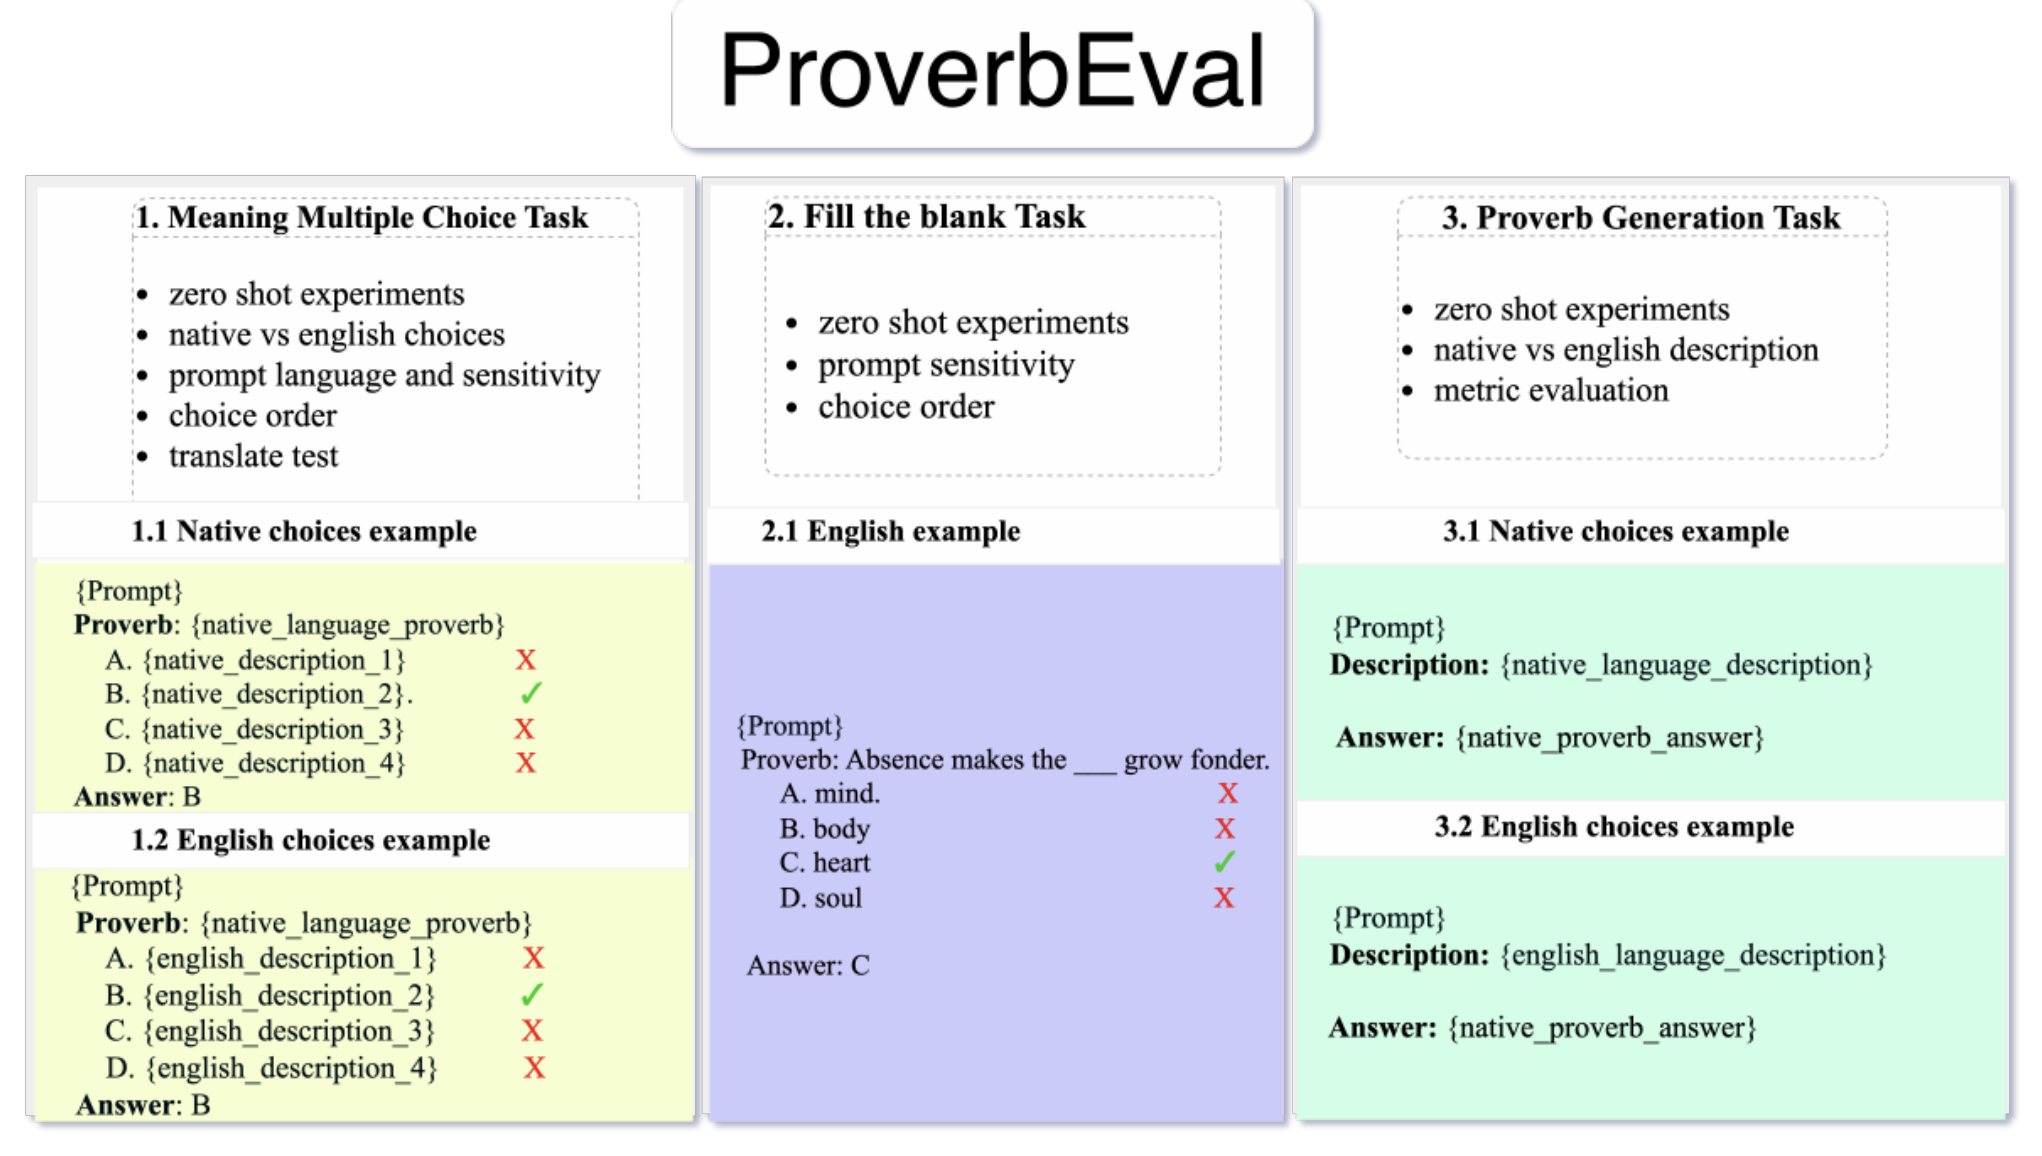 ProverbEval
1. Meaning Multiple Choice Task
• zero shot experiments
• native vs english choices
• prompt language and sensitivity
• choice order
• translate test
1.1 Native choices example
{Prompt}
Proverb: {native_language_proverb}
A. {native_description_1} X
B. {native_description_2}. ✓
C. {native_description_3} X
D. {native_description_4} X
Answer: B
1.2 English choices example
{Prompt}
Proverb: {native_language_proverb}
A. {english_description_1} X
B. {english_description_2} ✓
C. {english_description_3} X
D. {english_description_4} X
Answer: B
2. Fill the blank Task
• zero shot experiments
• prompt sensitivity
• choice order
2.1 English example
{Prompt}
Proverb: Absence makes the ___ grow fonder.
A. mind. X
B. body X
C. heart ✓
D. soul X
Answer: C
3. Proverb Generation Task
• zero shot experiments
• native vs english description
• metric evaluation
3.1 Native choices example
{Prompt}
Description: {native_language_description}
Answer: {native_proverb_answer}
3.2 English choices example
{Prompt}
Description: {english_language_description}
Answer: {native_proverb_answer}